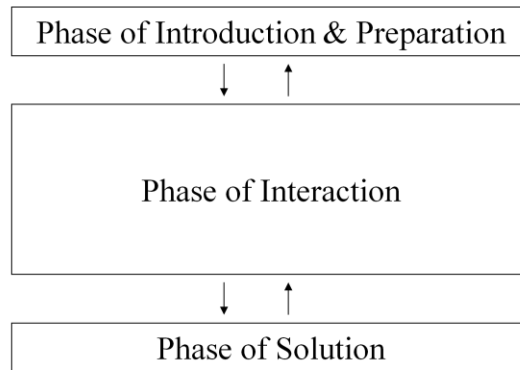 Phase of Introduction & Preparation
Phase of Interaction
Phase of Solution